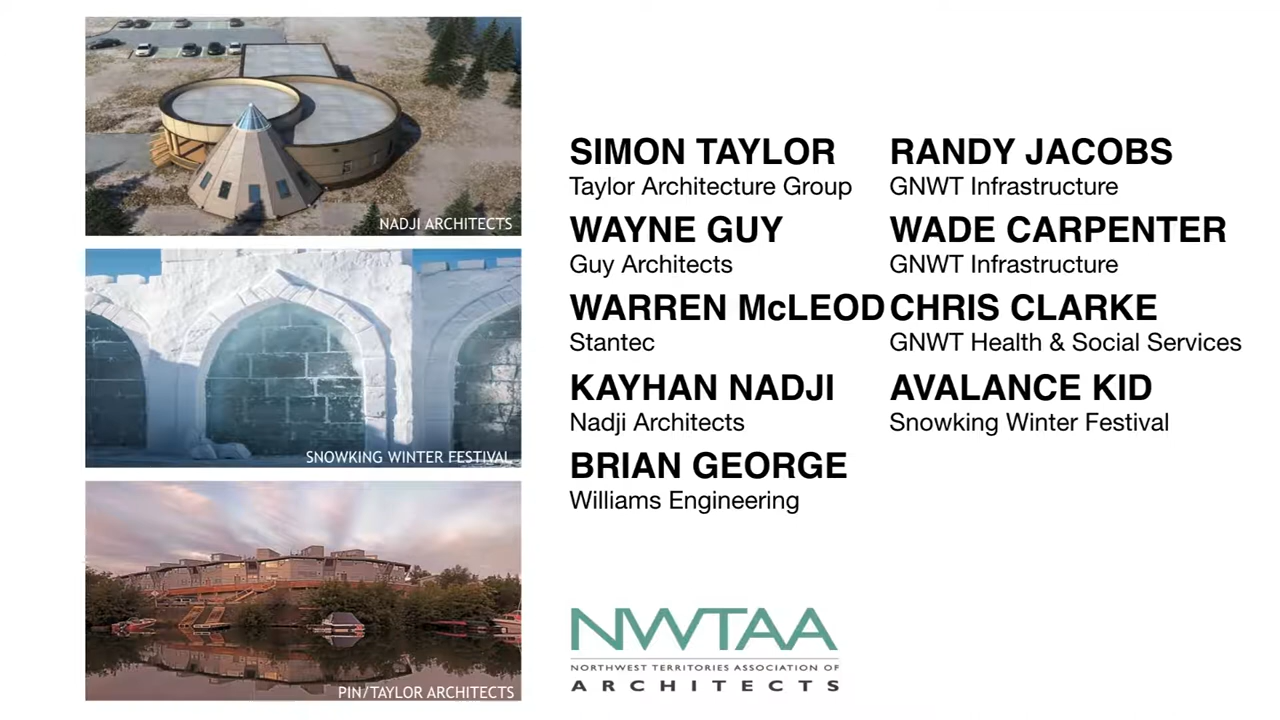 NADJI ARCHITECTS
SNOWKING WINTER FESTIVAL
PIN/TAYLOR ARCHITECTS
SIMON TAYLOR
Taylor Architecture Group
WAYNE GUY
Guy Architects
WARREN McLEOD
Stantec
KAYHAN NADJI
Nadji Architects
BRIAN GEORGE
Williams Engineering
RANDY JACOBS
GNWT Infrastructure
WADE CARPENTER
GNWT Infrastructure
CHRIS CLARKE
GNWT Health & Social Services
AVALANCE KID
Snowking Winter Festival
NWTAA
NORTHWEST TERRITORIES ASSOCIATION OF
ARCHITECTS